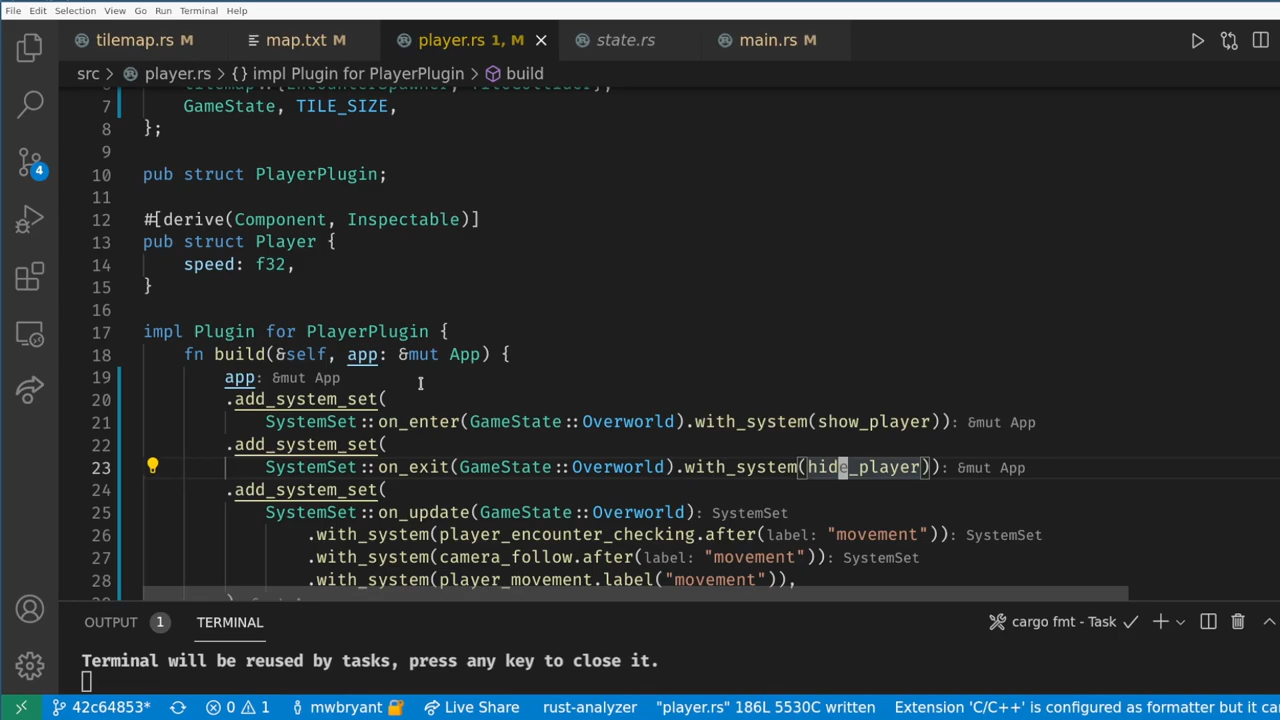 File Edit Selection View Go Run Terminal Help
tilemap.rs M map.txt M player.rs 1, M state.rs main.rs M
src player.rs {} impl Plugin for PlayerPlugin build
7 GameState, TILE_SIZE,
8 };
9
10 pub struct PlayerPlugin;
11
12 #[derive(Component, Inspectable)]
13 pub struct Player {
14 speed: f32,
15 }
16
17 impl Plugin for PlayerPlugin {
18 fn build(&self, app: &mut App) {
19 app: &mut App
20 .add_system_set(
21 SystemSet::on_enter(GameState::Overworld).with_system(show_player)): &mut App
22 .add_system_set(
23 SystemSet::on_exit(GameState::Overworld).with_system(hide_player)): &mut App
24 .add_system_set(
25 SystemSet::on_update(GameState::Overworld): SystemSet
26 .with_system(player_encounter_checking.after(label: "movement")): SystemSet
27 .with_system(camera_follow.after(label: "movement")): SystemSet
28 .with_system(player_movement.label("movement")),
4
OUTPUT 1 TERMINAL cargo fmt - Task
Terminal will be reused by tasks, press any key to close it.
42c64853* 0 1 mwbryant Live Share rust-analyzer "player.rs" 186L 5530C written Extension 'C/C++' is configured as formatter but it ca